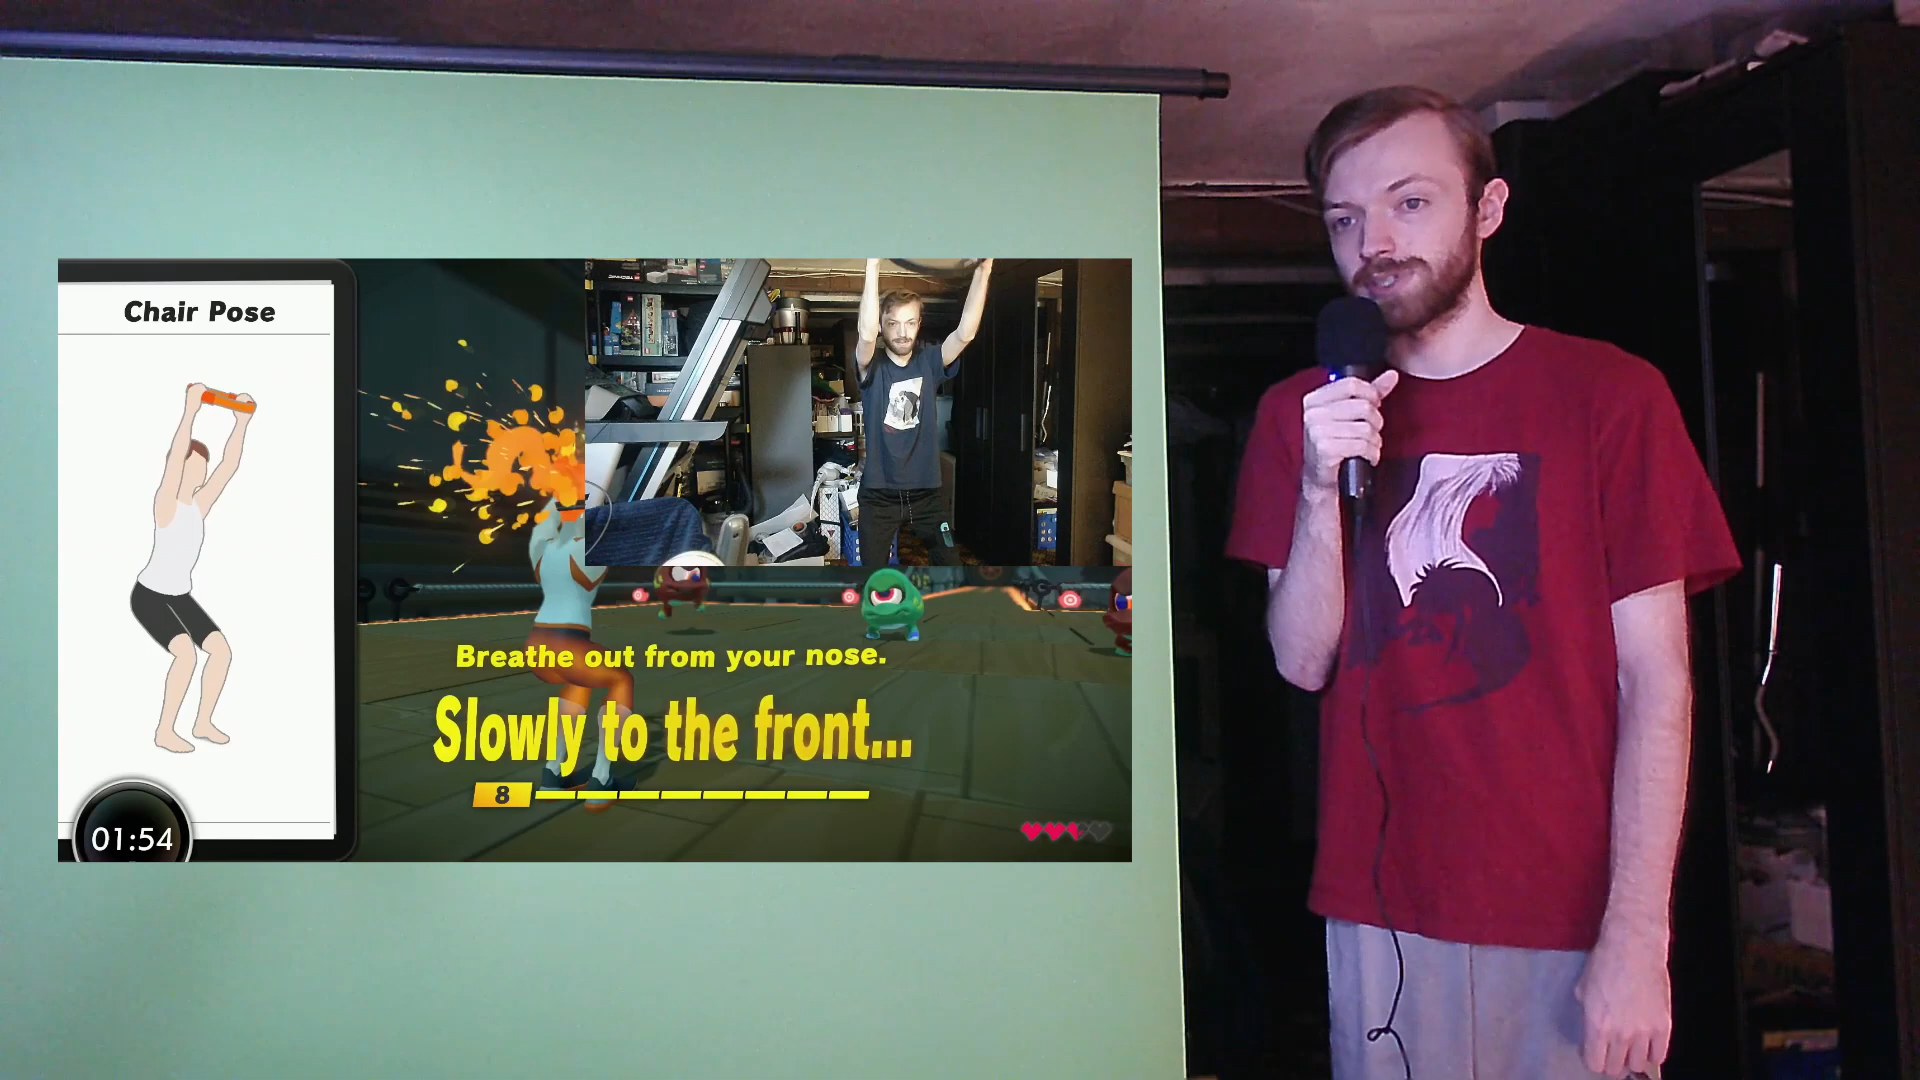 Chair Pose
Breathe out from your nose.
Slowly to the front...
8
01:54